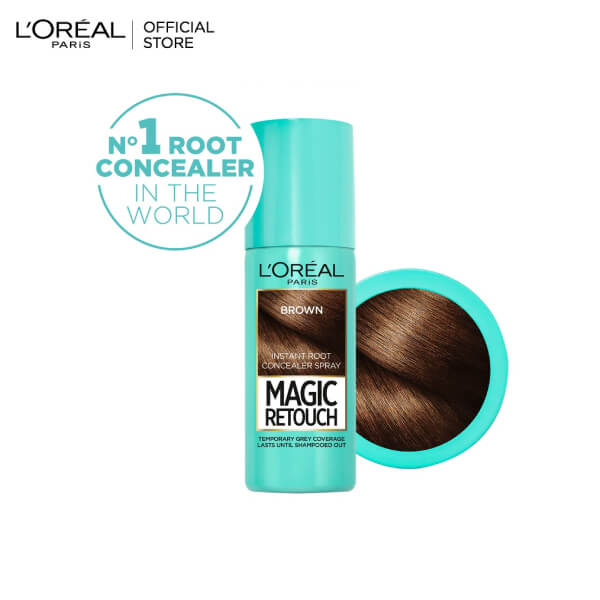 L'ORÉAL
PARIS
OFFICIAL
STORE
Nº1 ROOT
CONCEALER
IN THE
WORLD
L'ORÉAL
PARIS
BROWN
INSTANT ROOT
CONCEALER SPRAY
MAGIC
RETOUCH
TEMPORARY GREY COVERAGE
LASTS UNTIL SHAMPOOED OUT